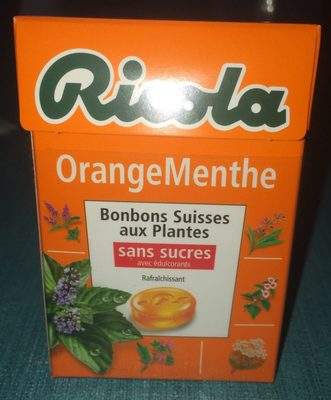 Ricola
OrangeMenthe
Bonbons Suisses
aux Plantes
sans sucres
avec édulcorants
Rafraîchissant